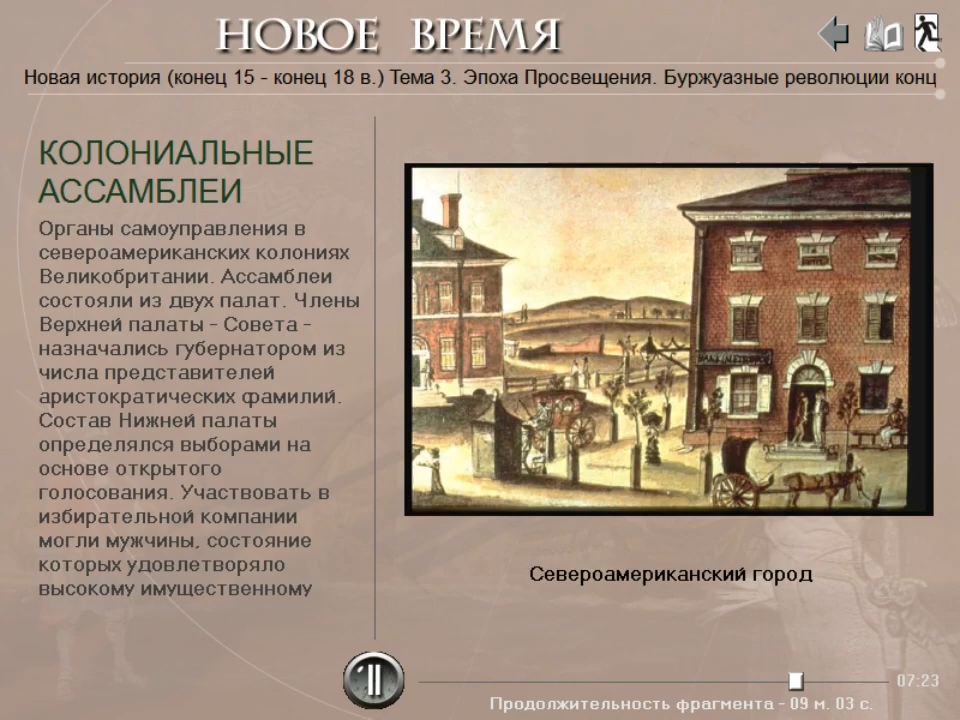 НОВОЕ ВРЕМЯ
Новая история (конец 15 - конец 18 в.) Тема 3. Эпоха Просвещения. Буржуазные революции конц
КОЛОНИАЛЬНЫЕ
АССАМБЛЕИ
Органы самоуправления в
североамериканских колониях
Великобритании. Ассамблеи
состояли из двух палат. Члены
Верхней палаты - Совета -
назначались губернатором из
числа представителей
аристократических фамилий.
Состав Нижней палаты
определялся выборами на
основе открытого
голосования. Участвовать в
избирательной компании
могли мужчины, состояние
которых удовлетворяло
высокому имущественному
Североамериканский город
07:23
Продолжительность фрагмента - 09 м. 03 с.